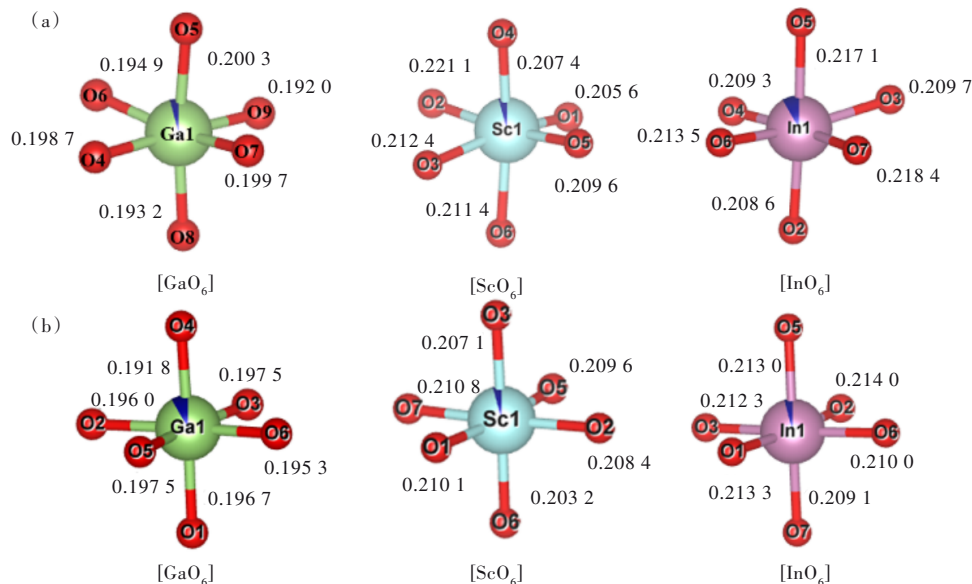 (a)
O5
0.194 9
0.200 3
0.192 0
O6
O9
Ga1
0.198 7
O4
O7
0.199 7
0.193 2
O8
[GaO₆]
O4
0.221 1
0.207 4
0.205 6
O2
O1
Sc1
0.212 4
O3
O5
0.209 6
0.211 4
O6
[ScO₆]
O5
0.217 1
0.209 3
0.209 7
O4
O3
In1
0.213 5
O6
O7
0.218 4
0.208 6
O2
[InO₆]
(b)
O4
0.191 8
0.197 5
0.196 0
O3
O2
Ga1
O6
O5
0.195 3
0.197 5
0.196 7
O1
[GaO₆]
O3
0.207 1
0.209 6
0.210 8
O5
O7
Sc1
O2
O1
0.208 4
0.210 1
0.203 2
O6
[ScO₆]
O5
0.213 0
0.214 0
0.212 3
O2
O3
In1
O6
O1
0.210 0
0.213 3
0.209 1
O7
[InO₆]